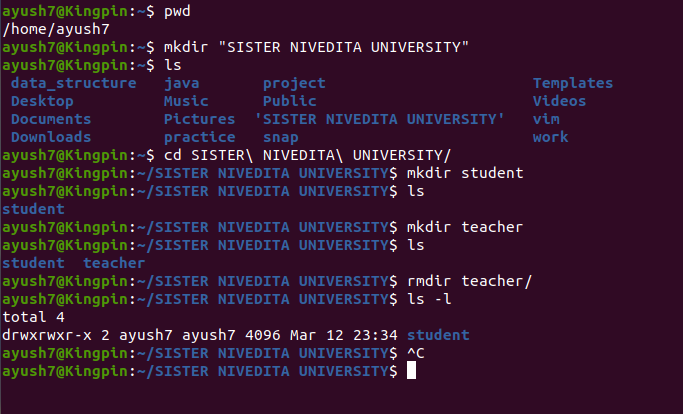 ayush7@Kingpin:~$ pwd
/home/ayush7
ayush7@Kingpin:~$ mkdir "SISTER NIVEDITA UNIVERSITY"
ayush7@Kingpin:~$ ls
data_structure java project Templates
Desktop Music Public Videos
Documents Pictures 'SISTER NIVEDITA UNIVERSITY' vim
Downloads practice snap work
ayush7@Kingpin:~$ cd SISTER\ NIVEDITA\ UNIVERSITY/
ayush7@Kingpin:~/SISTER NIVEDITA UNIVERSITY$ mkdir student
ayush7@Kingpin:~/SISTER NIVEDITA UNIVERSITY$ ls
student
ayush7@Kingpin:~/SISTER NIVEDITA UNIVERSITY$ mkdir teacher
ayush7@Kingpin:~/SISTER NIVEDITA UNIVERSITY$ ls
student teacher
ayush7@Kingpin:~/SISTER NIVEDITA UNIVERSITY$ rmdir teacher/
ayush7@Kingpin:~/SISTER NIVEDITA UNIVERSITY$ ls -l
total 4
drwxrwxr-x 2 ayush7 ayush7 4096 Mar 12 23:34 student
ayush7@Kingpin:~/SISTER NIVEDITA UNIVERSITY$ ^C
ayush7@Kingpin:~/SISTER NIVEDITA UNIVERSITY$